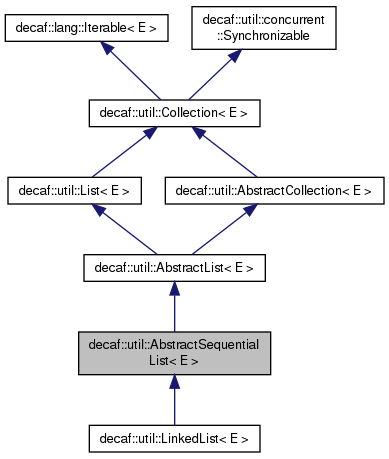 decaf::lang::Iterable< E >
decaf::util::concurrent
::Synchronizable
decaf::util::Collection< E >
decaf::util::List< E >
decaf::util::AbstractCollection< E >
decaf::util::AbstractList< E >
decaf::util::AbstractSequential
List< E >
decaf::util::LinkedList< E >